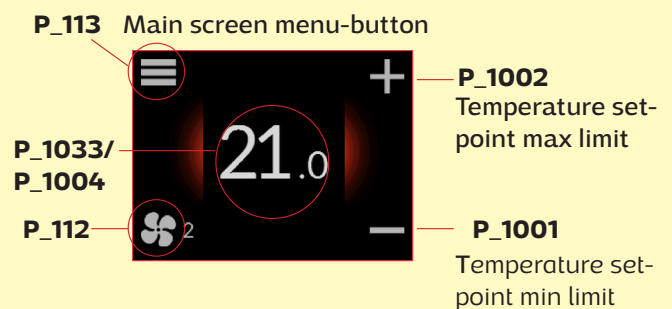 P_113 Main screen menu-button
P_1002
Temperature set-
point max limit
21.0
P_1033/
P_1004
P_112
2
P_1001
Temperature set-
point min limit